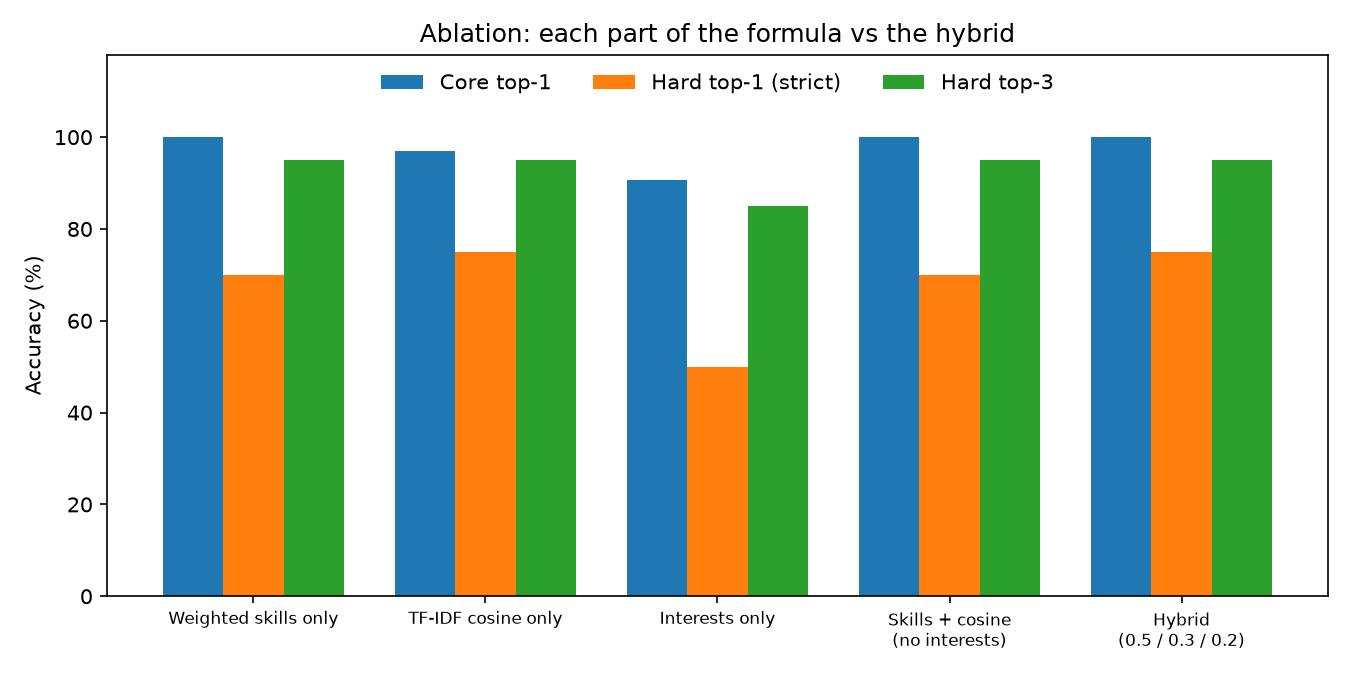 Ablation: each part of the formula vs the hybrid
Core top-1
Hard top-1 (strict)
Hard top-3
Accuracy (%)
100
80
60
40
20
0
Weighted skills only
TF-IDF cosine only
Interests only
Skills + cosine
(no interests)
Hybrid
(0.5 / 0.3 / 0.2)